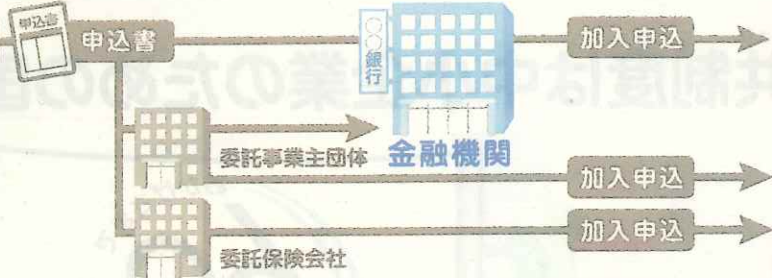 申込書
申込書
○○銀行
加入申込
委託事業主団体
金融機関
加入申込
加入申込
委託保険会社